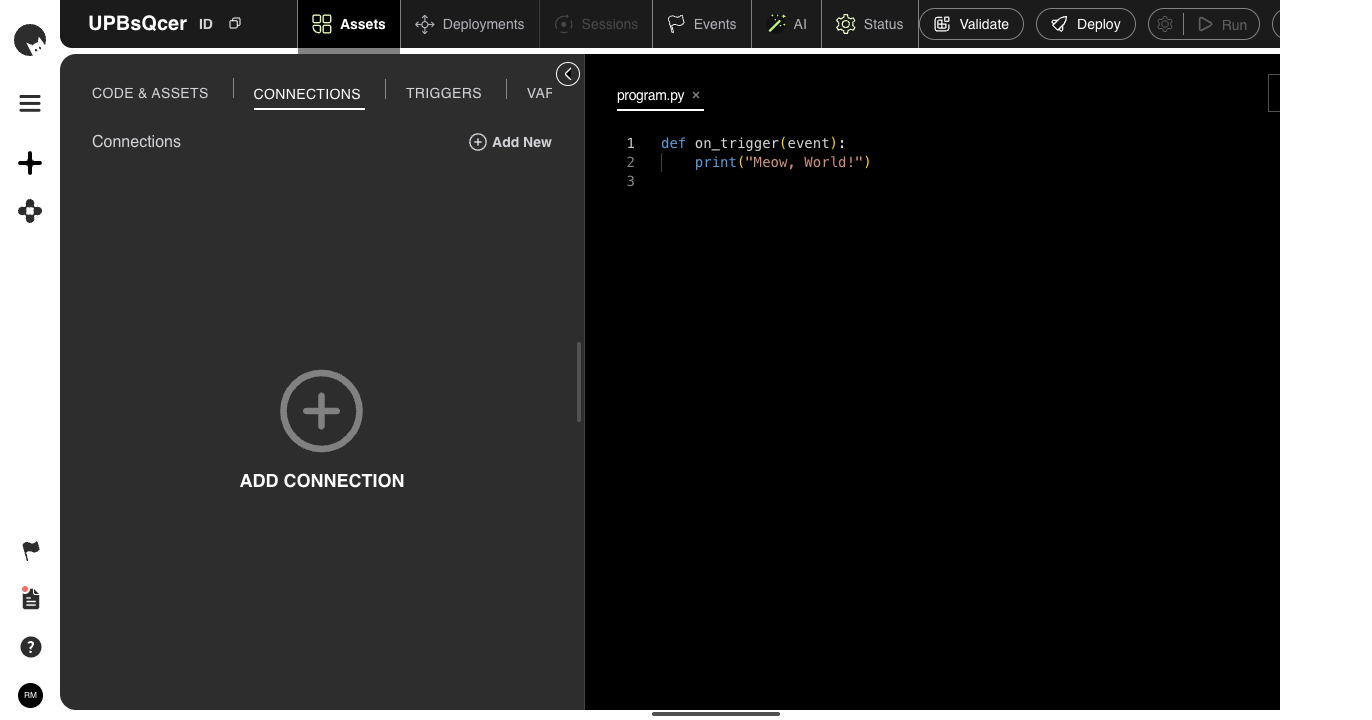 UPBsQcer ID
Assets
Deployments
Sessions
Events
AI
Status
Validate
Deploy
Run
CODE & ASSETS
CONNECTIONS
TRIGGERS
VAR
Connections
Add New
ADD CONNECTION
program.py ×
1 def on_trigger(event):
2 print("Meow, World!")
3
?
RM